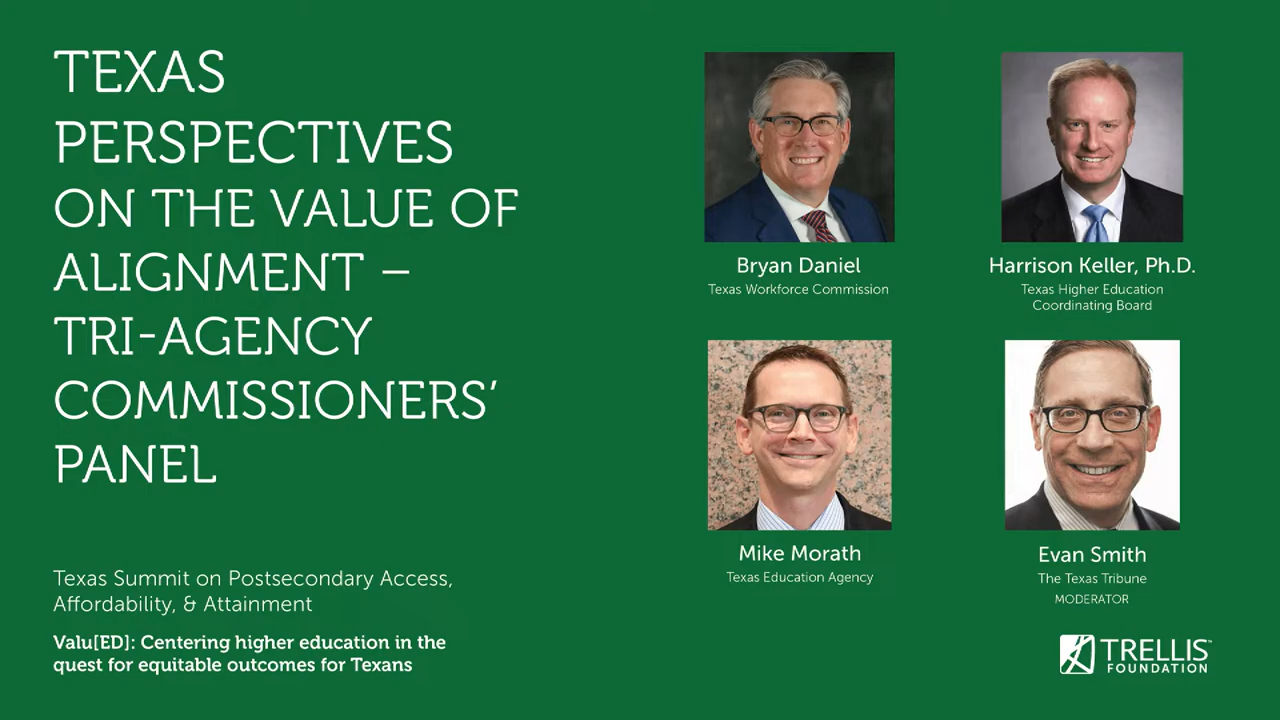 TEXAS
PERSPECTIVES
ON THE VALUE OF
ALIGNMENT –
TRI-AGENCY
COMMISSIONERS’
PANEL
Texas Summit on Postsecondary Access,
Affordability, & Attainment
Valu[ED]: Centering higher education in the
quest for equitable outcomes for Texans
Bryan Daniel
Texas Workforce Commission
Harrison Keller, Ph.D.
Texas Higher Education
Coordinating Board
Mike Morath
Texas Education Agency
Evan Smith
The Texas Tribune
MODERATOR
TRELLIS™
FOUNDATION